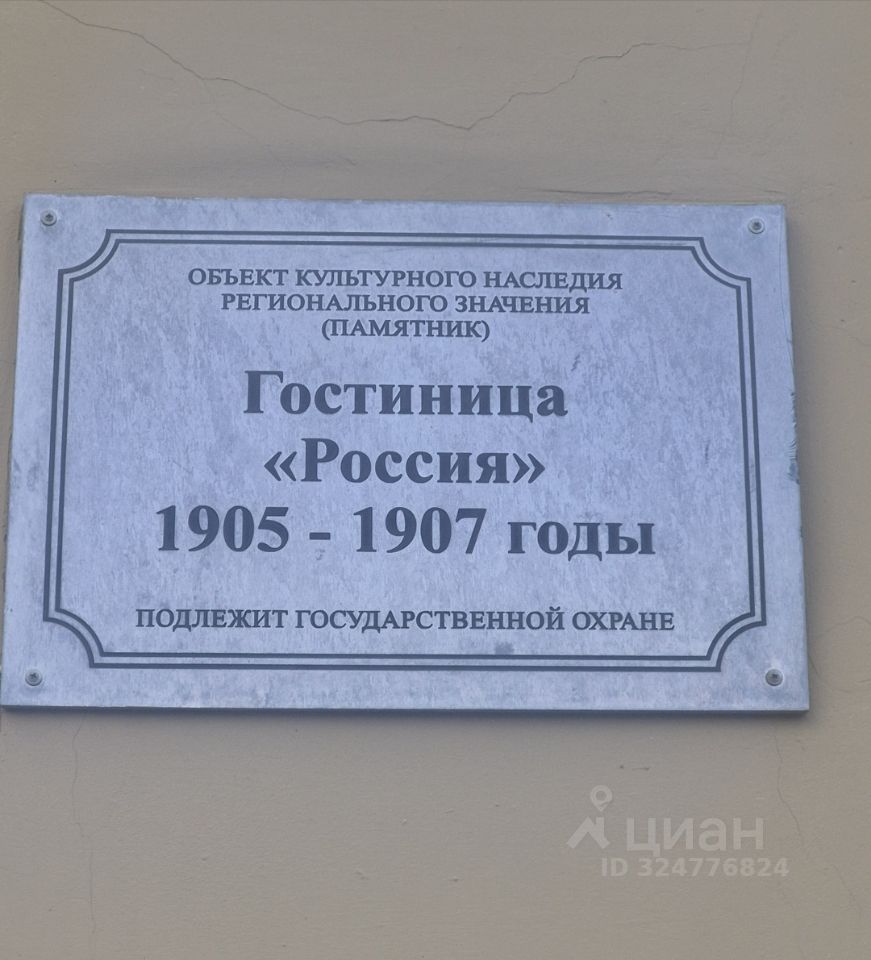 ОБЪЕКТ КУЛЬТУРНОГО НАСЛЕДИЯ
РЕГИОНАЛЬНОГО ЗНАЧЕНИЯ
(ПАМЯТНИК)
Гостиница
«Россия»
1905 - 1907 годы
ПОДЛЕЖИТ ГОСУДАРСТВЕННОЙ ОХРАНЕ
циан
ID 324776824